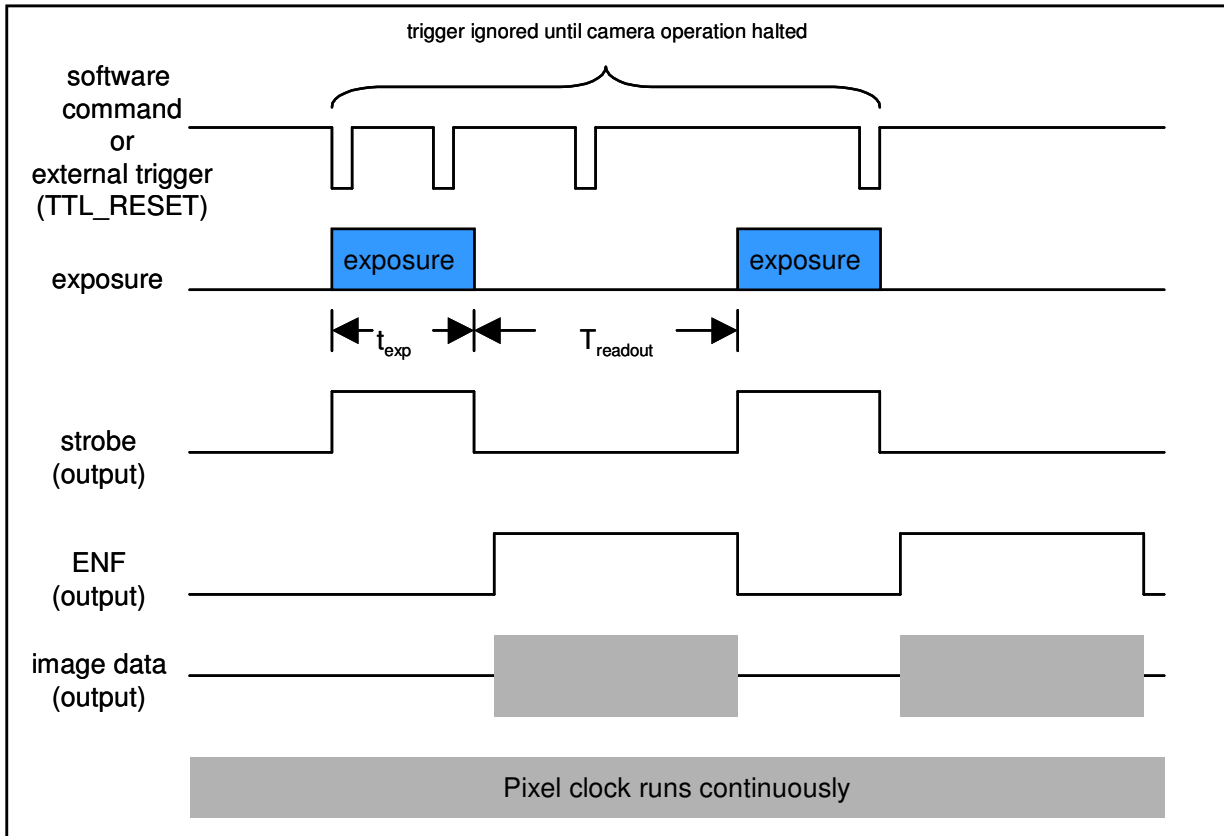 trigger ignored until camera operation halted
software
command
or
external trigger
(TTL_RESET)
exposure
exposure
exposure
t_exp
T_readout
strobe
(output)
ENF
(output)
image data
(output)
Pixel clock runs continuously